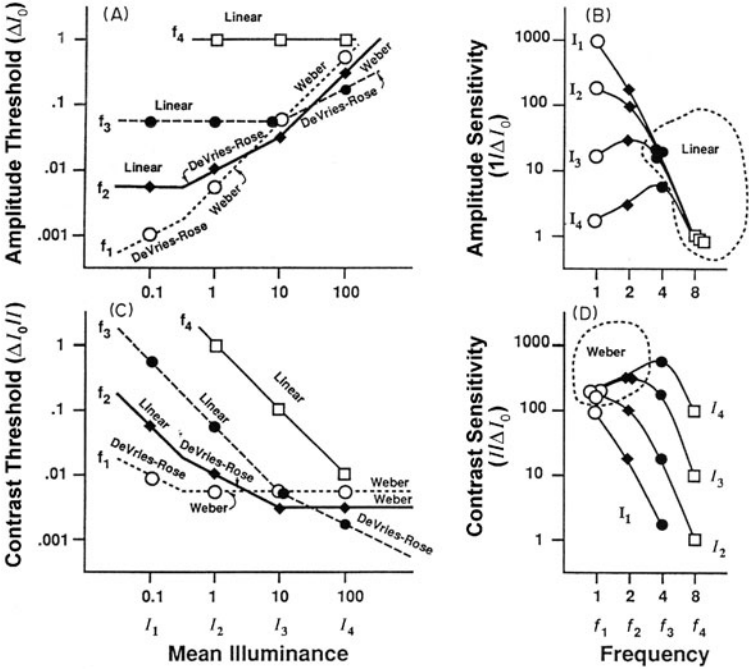 (A)
Amplitude Threshold (ΔI₀)
1
.1
.01
.001
f₄
Linear
f₃
Linear
f₂
Linear
f₁
DeVries-Rose
DeVries-Rose
Weber
Weber
Weber
DeVries-Rose
0.1 1 10 100
(B)
Amplitude Sensitivity
(1/ΔI₀)
1000
100
10
1
I₁
I₂
I₃
I₄
Linear
1 2 4 8
(C)
Contrast Threshold (ΔI₀/I)
1
.1
.01
.001
f₃
f₄
f₂
f₁
Linear
Linear
Linear
DeVries-Rose
DeVries-Rose
Weber
Weber
Weber
DeVries-Rose
0.1 1 10 100
I₁ I₂ I₃ I₄
Mean Illuminance
(D)
Contrast Sensitivity
(I/ΔI₀)
1000
100
10
1
Weber
I₁
I₄
I₃
I₂
1 2 4 8
f₁ f₂ f₃ f₄
Frequency